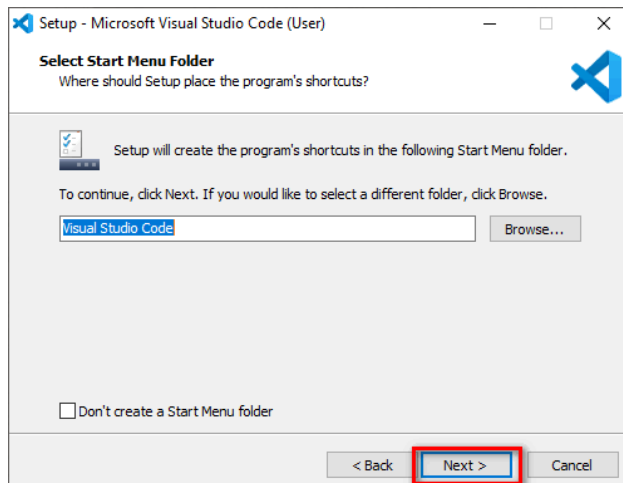 Setup - Microsoft Visual Studio Code (User)
Select Start Menu Folder
Where should Setup place the program's shortcuts?
Setup will create the program's shortcuts in the following Start Menu folder.
To continue, click Next. If you would like to select a different folder, click Browse.
Visual Studio Code
Browse...
Don't create a Start Menu folder
< Back
Next >
Cancel